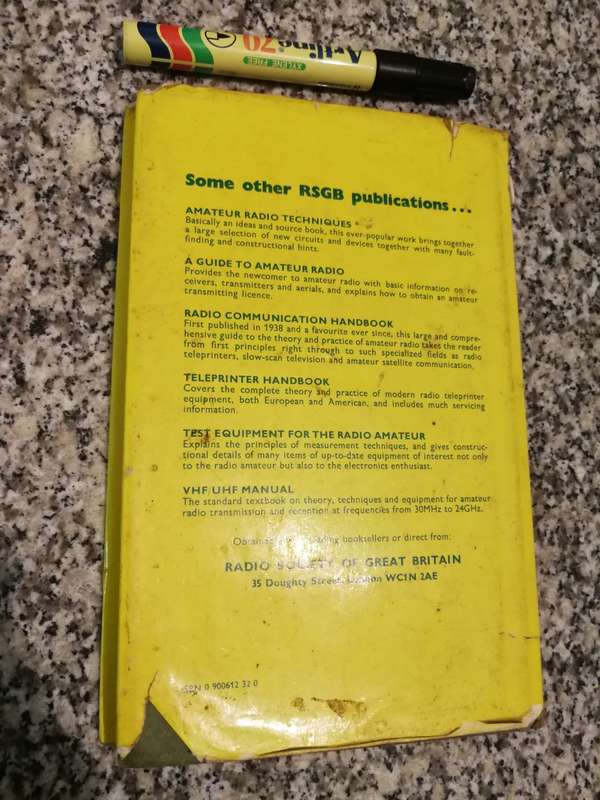 Artline 70
XYLENE-FREE
Some other RSGB publications...
AMATEUR RADIO TECHNIQUES
Basically an ideas and source book, this ever-popular work brings together
a large selection of new circuits and devices together with many fault-
finding and constructional hints.
A GUIDE TO AMATEUR RADIO
Provides the newcomer to amateur radio with basic information on re-
ceivers, transmitters and aerials, and explains how to obtain an amateur
transmitting licence.
RADIO COMMUNICATION HANDBOOK
First published in 1938 and a favourite ever since, this large and compre-
hensive guide to the theory and practice of amateur radio takes the reader
from first principles right through to such specialized fields as radio
teleprinters, slow-scan television and amateur satellite communication.
TELEPRINTER HANDBOOK
Covers the complete theory and practice of modern radio teleprinter
equipment, both European and American, and includes much servicing
information.
TEST EQUIPMENT FOR THE RADIO AMATEUR
Explains the principles of measurement techniques, and gives construc-
tional details of many items of up-to-date equipment of interest not only
to the radio amateur but also to the electronics enthusiast.
VHF UHF MANUAL
The standard textbook on theory, techniques and equipment for amateur
radio transmission and reception at frequencies from 30MHz to 24GHz.
booksellers or direct from:
RADIO SOCIETY OF GREAT BRITAIN
35 Doughty Street, London WC1N 2AE
ISBN 0 900612 32 0